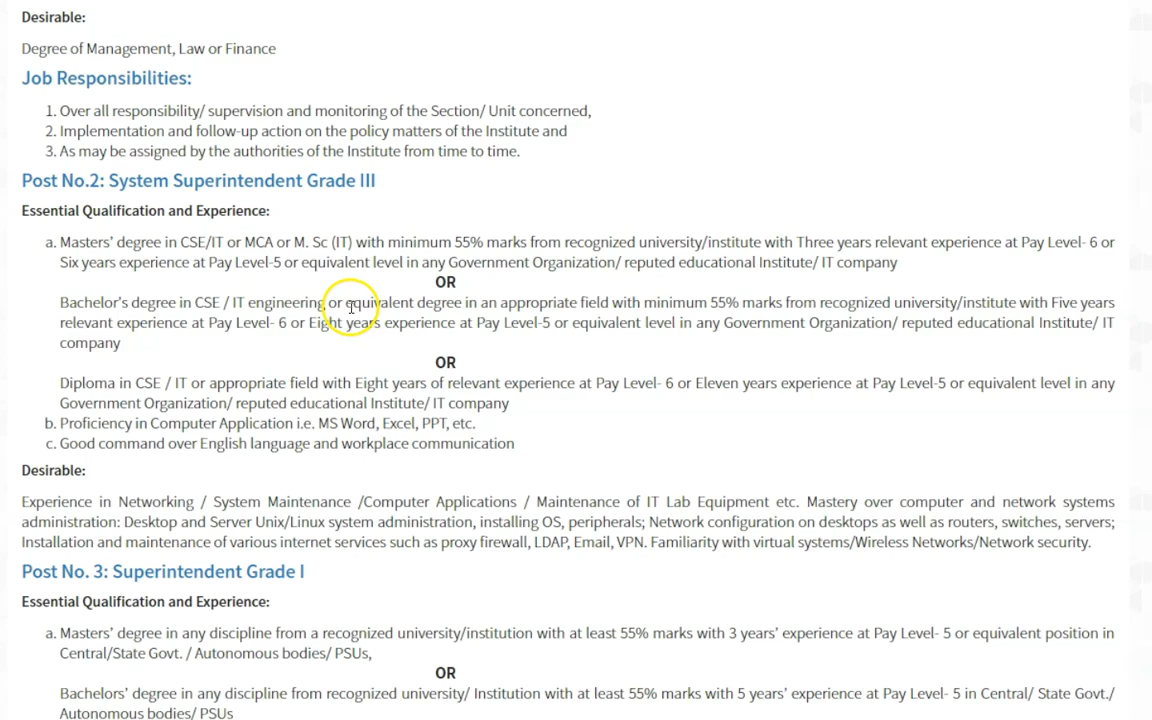 Desirable:
Degree of Management, Law or Finance
Job Responsibilities:
1. Over all responsibility/ supervision and monitoring of the Section/ Unit concerned,
2. Implementation and follow-up action on the policy matters of the Institute and
3. As may be assigned by the authorities of the Institute from time to time.
Post No.2: System Superintendent Grade III
Essential Qualification and Experience:
a. Masters' degree in CSE/IT or MCA or M. Sc (IT) with minimum 55% marks from recognized university/institute with Three years relevant experience at Pay Level- 6 or
Six years experience at Pay Level-5 or equivalent level in any Government Organization/ reputed educational Institute/ IT company
OR
Bachelor's degree in CSE / IT engineering or equivalent degree in an appropriate field with minimum 55% marks from recognized university/institute with Five years
relevant experience at Pay Level- 6 or Eight years experience at Pay Level-5 or equivalent level in any Government Organization/ reputed educational Institute/ IT
company
OR
Diploma in CSE / IT or appropriate field with Eight years of relevant experience at Pay Level- 6 or Eleven years experience at Pay Level-5 or equivalent level in any
Government Organization/ reputed educational Institute/ IT company
b. Proficiency in Computer Application i.e. MS Word, Excel, PPT, etc.
c. Good command over English language and workplace communication
Desirable:
Experience in Networking / System Maintenance /Computer Applications / Maintenance of IT Lab Equipment etc. Mastery over computer and network systems
administration: Desktop and Server Unix/Linux system administration, installing OS, peripherals; Network configuration on desktops as well as routers, switches, servers;
Installation and maintenance of various internet services such as proxy firewall, LDAP, Email, VPN. Familiarity with virtual systems/Wireless Networks/Network security.
Post No. 3: Superintendent Grade I
Essential Qualification and Experience:
a. Masters' degree in any discipline from a recognized university/institution with at least 55% marks with 3 years' experience at Pay Level- 5 or equivalent position in
Central/State Govt. / Autonomous bodies/ PSUs,
OR
Bachelors' degree in any discipline from recognized university/ Institution with at least 55% marks with 5 years' experience at Pay Level- 5 in Central/ State Govt./
Autonomous bodies/ PSUs